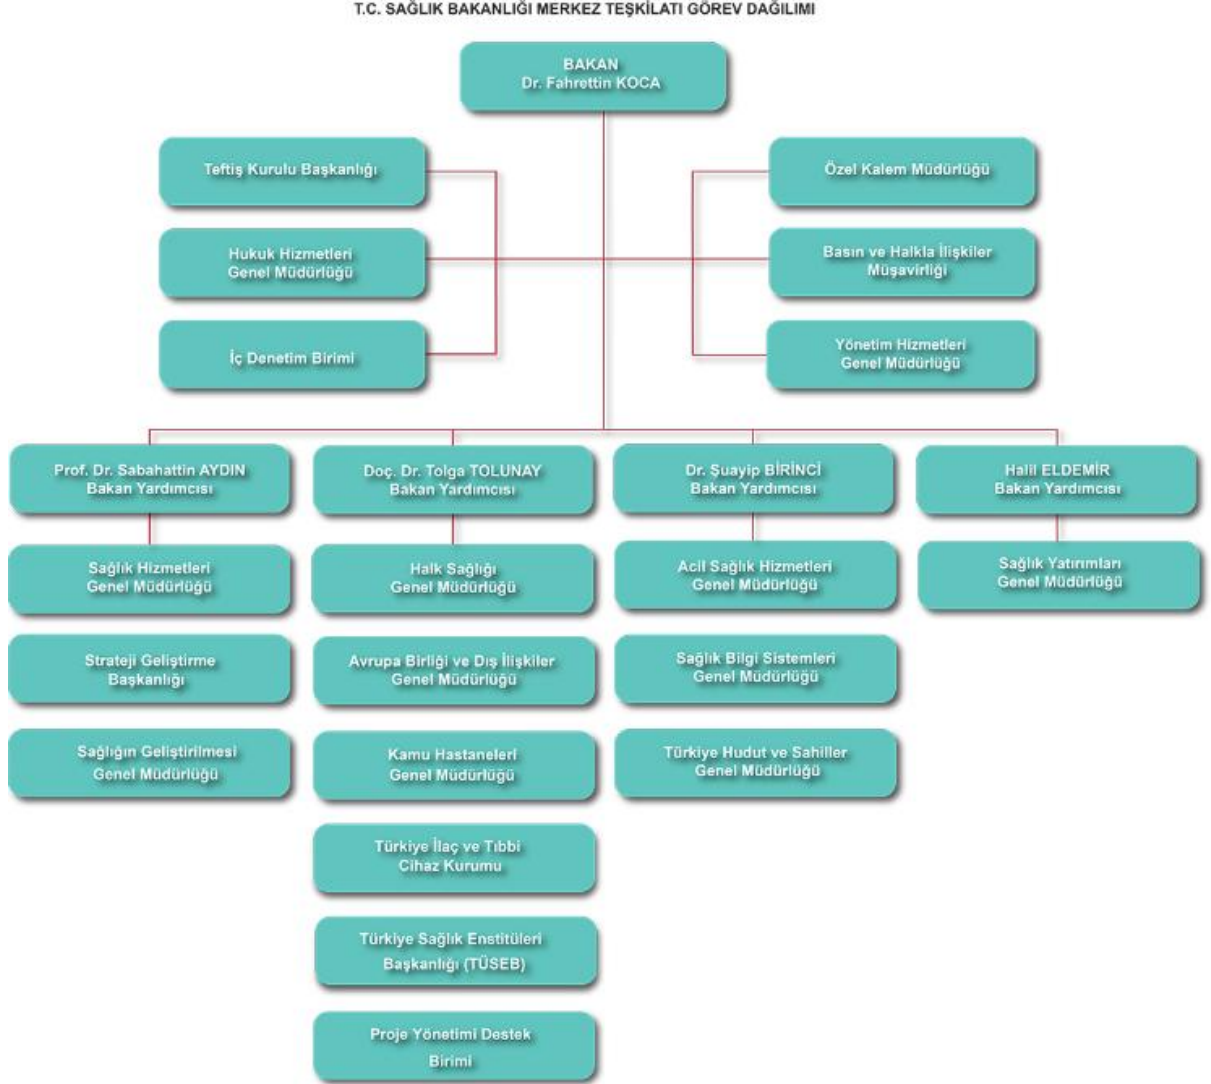 T.C. SAĞLIK BAKANLIĞI MERKEZ TEŞKİLATI GÖREV DAĞILIMI
BAKAN
Dr. Fahrettin KOCA
Teftiş Kurulu Başkanlığı
Özel Kalem Müdürlüğü
Hukuk Hizmetleri
Genel Müdürlüğü
Basın ve Halkla İlişkiler
Müşavirliği
İç Denetim Birimi
Yönetim Hizmetleri
Genel Müdürlüğü
Prof. Dr. Sabahattin AYDIN
Bakan Yardımcısı
Doç. Dr. Tolga TOLUNAY
Bakan Yardımcısı
Dr. Şuayip BİRİNCİ
Bakan Yardımcısı
Halil ELDEMİR
Bakan Yardımcısı
Sağlık Hizmetleri
Genel Müdürlüğü
Halk Sağlığı
Genel Müdürlüğü
Acil Sağlık Hizmetleri
Genel Müdürlüğü
Sağlık Yatırımları
Genel Müdürlüğü
Strateji Geliştirme
Başkanlığı
Avrupa Birliği ve Dış İlişkiler
Genel Müdürlüğü
Sağlık Bilgi Sistemleri
Genel Müdürlüğü
Sağlığın Geliştirilmesi
Genel Müdürlüğü
Kamu Hastaneleri
Genel Müdürlüğü
Türkiye Hudut ve Sahiller
Genel Müdürlüğü
Türkiye İlaç ve Tıbbi
Cihaz Kurumu
Türkiye Sağlık Enstitüleri
Başkanlığı (TÜSEB)
Proje Yönetimi Destek
Birimi